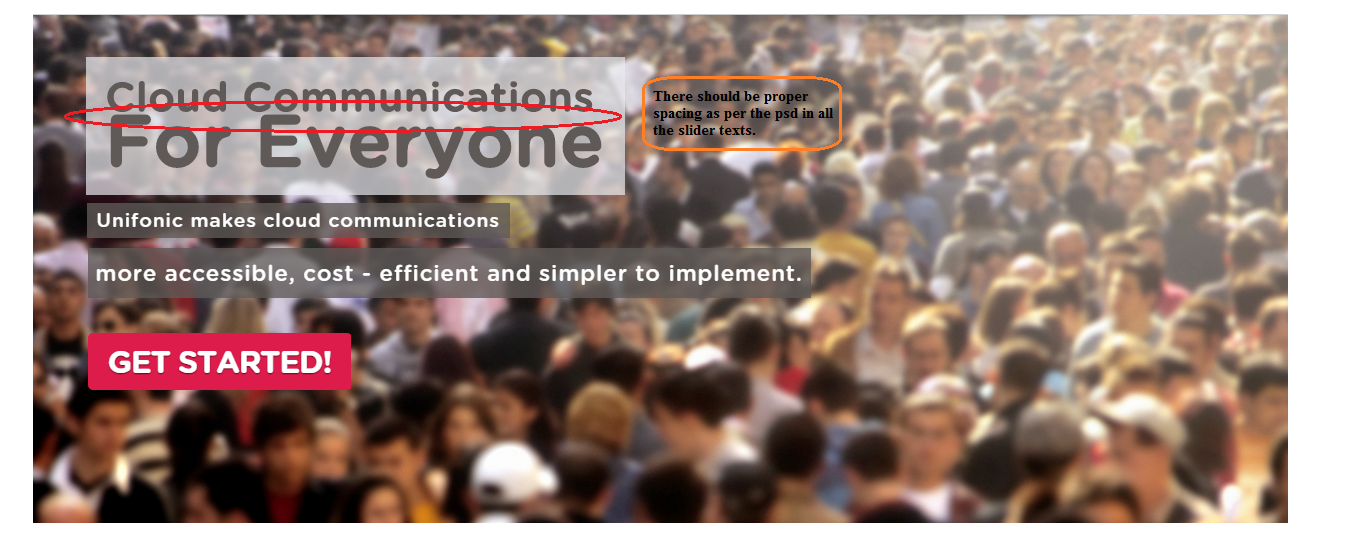 Cloud Communications
For Everyone
There should be proper
spacing as per the psd in all
the slider texts.
Unifonic makes cloud communications
more accessible, cost - efficient and simpler to implement.
GET STARTED!